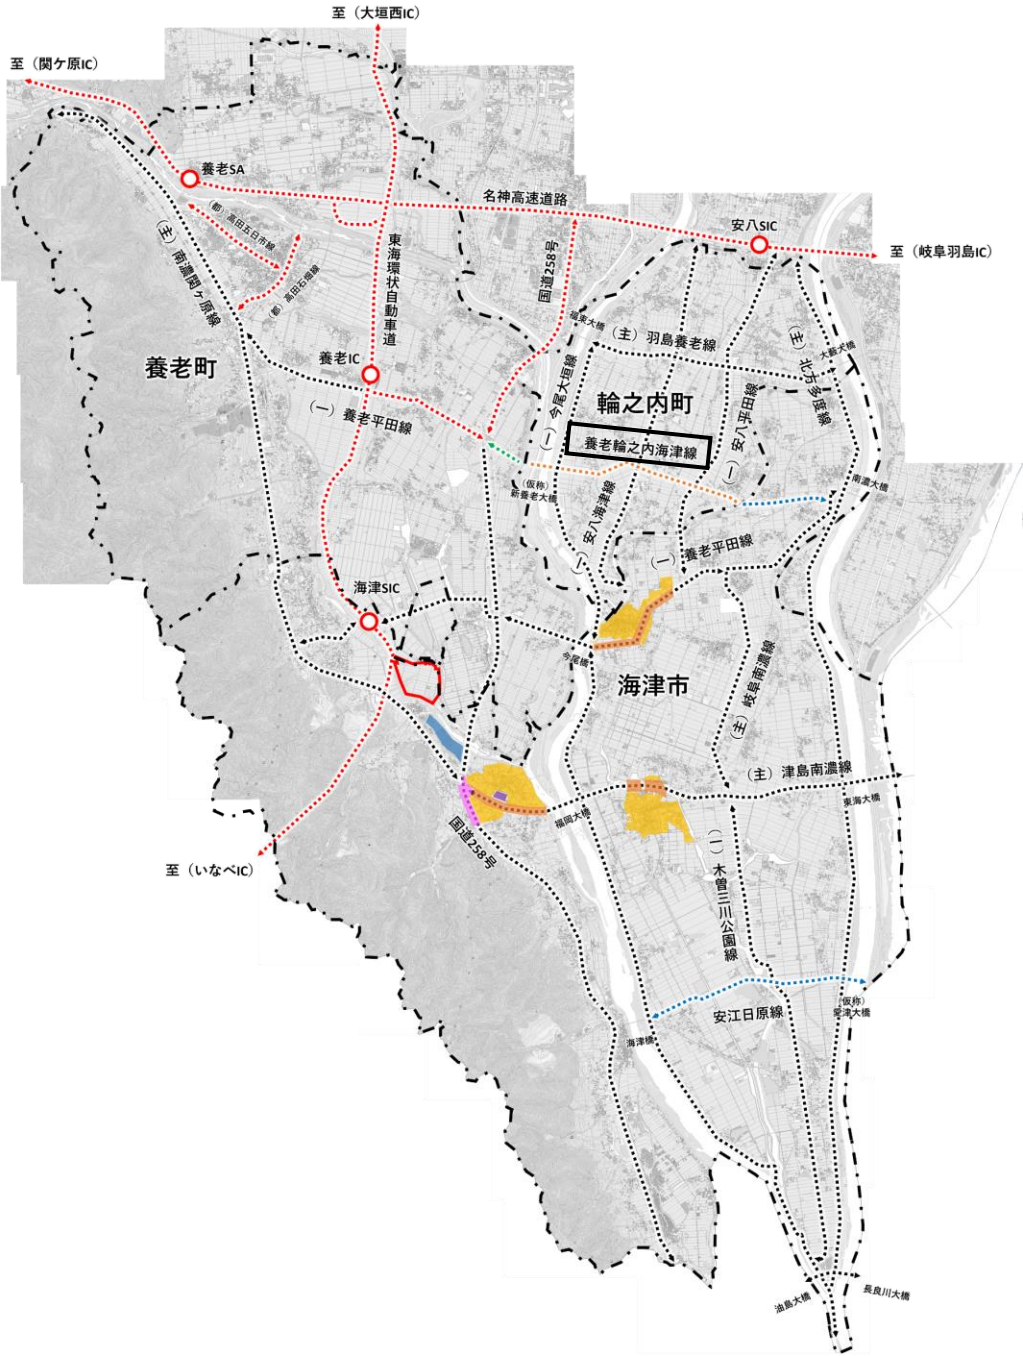 至（大垣西IC）
至（関ケ原IC）
養老SA
名神高速道路
安八SIC
至（岐阜羽島IC）
（都）高田五日市線
（主）南濃関ヶ原線
東海環状自動車道
国道258号
（都）高田石畑線
福束大橋
（主）羽島養老線
（主）北方多度線
大藪大橋
養老IC
養老町
（一）今尾大垣線
輪之内町
（一）安八平田線
（一）養老平田線
養老輪之内海津線
（仮称）
新養老大橋
南濃大橋
（一）安八海津線
（一）養老平田線
海津SIC
今尾橋
海津市
（主）岐阜南濃線
（主）津島南濃線
東海大橋
福岡大橋
国道258号
至（いなべIC）
（一）木曽三川公園線
安江日原線
（仮称）
愛津大橋
海津橋
油島大橋
長良川大橋